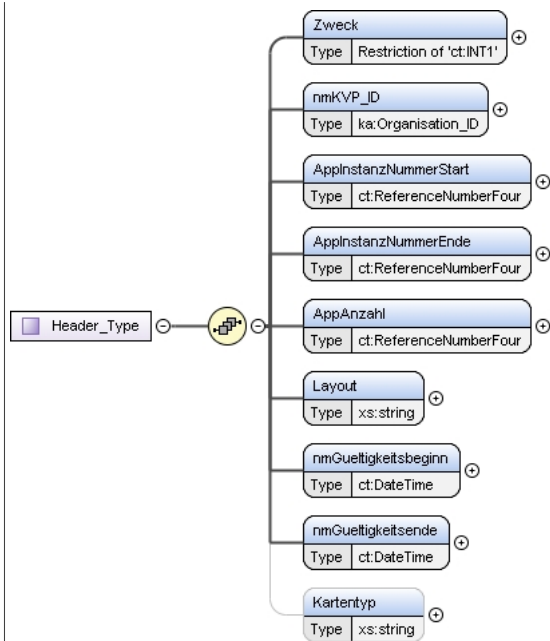 Zweck
Type Restriction of 'ct:INT1'
nmKVP_ID
Type ka:Organisation_ID
AppInstanzNummerStart
Type ct:ReferenceNumberFour
AppInstanzNummerEnde
Type ct:ReferenceNumberFour
Header_Type
AppAnzahl
Type ct:ReferenceNumberFour
Layout
Type xs:string
nmGueltigkeitsbeginn
Type ct:DateTime
nmGueltigkeitsende
Type ct:DateTime
Kartentyp
Type xs:string